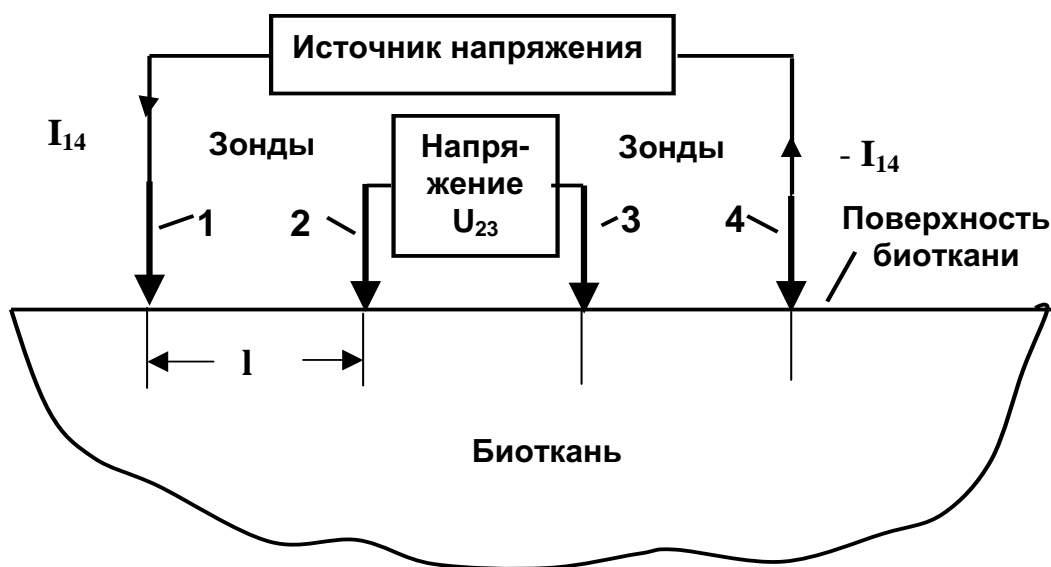 Источник напряжения
I14
Зонды
Напря-
жение
U23
Зонды
- I14
1
2
3
4
Поверхность
биоткани
l
Биоткань